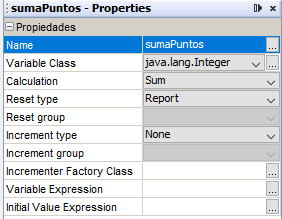 sumaPuntos - Properties
Propiedades
Name sumaPuntos ...
Variable Class java.lang.Integer ...
Calculation Sum
Reset type Report
Reset group
Increment type None
Increment group
Incrementer Factory Class ...
Variable Expression ...
Initial Value Expression ...